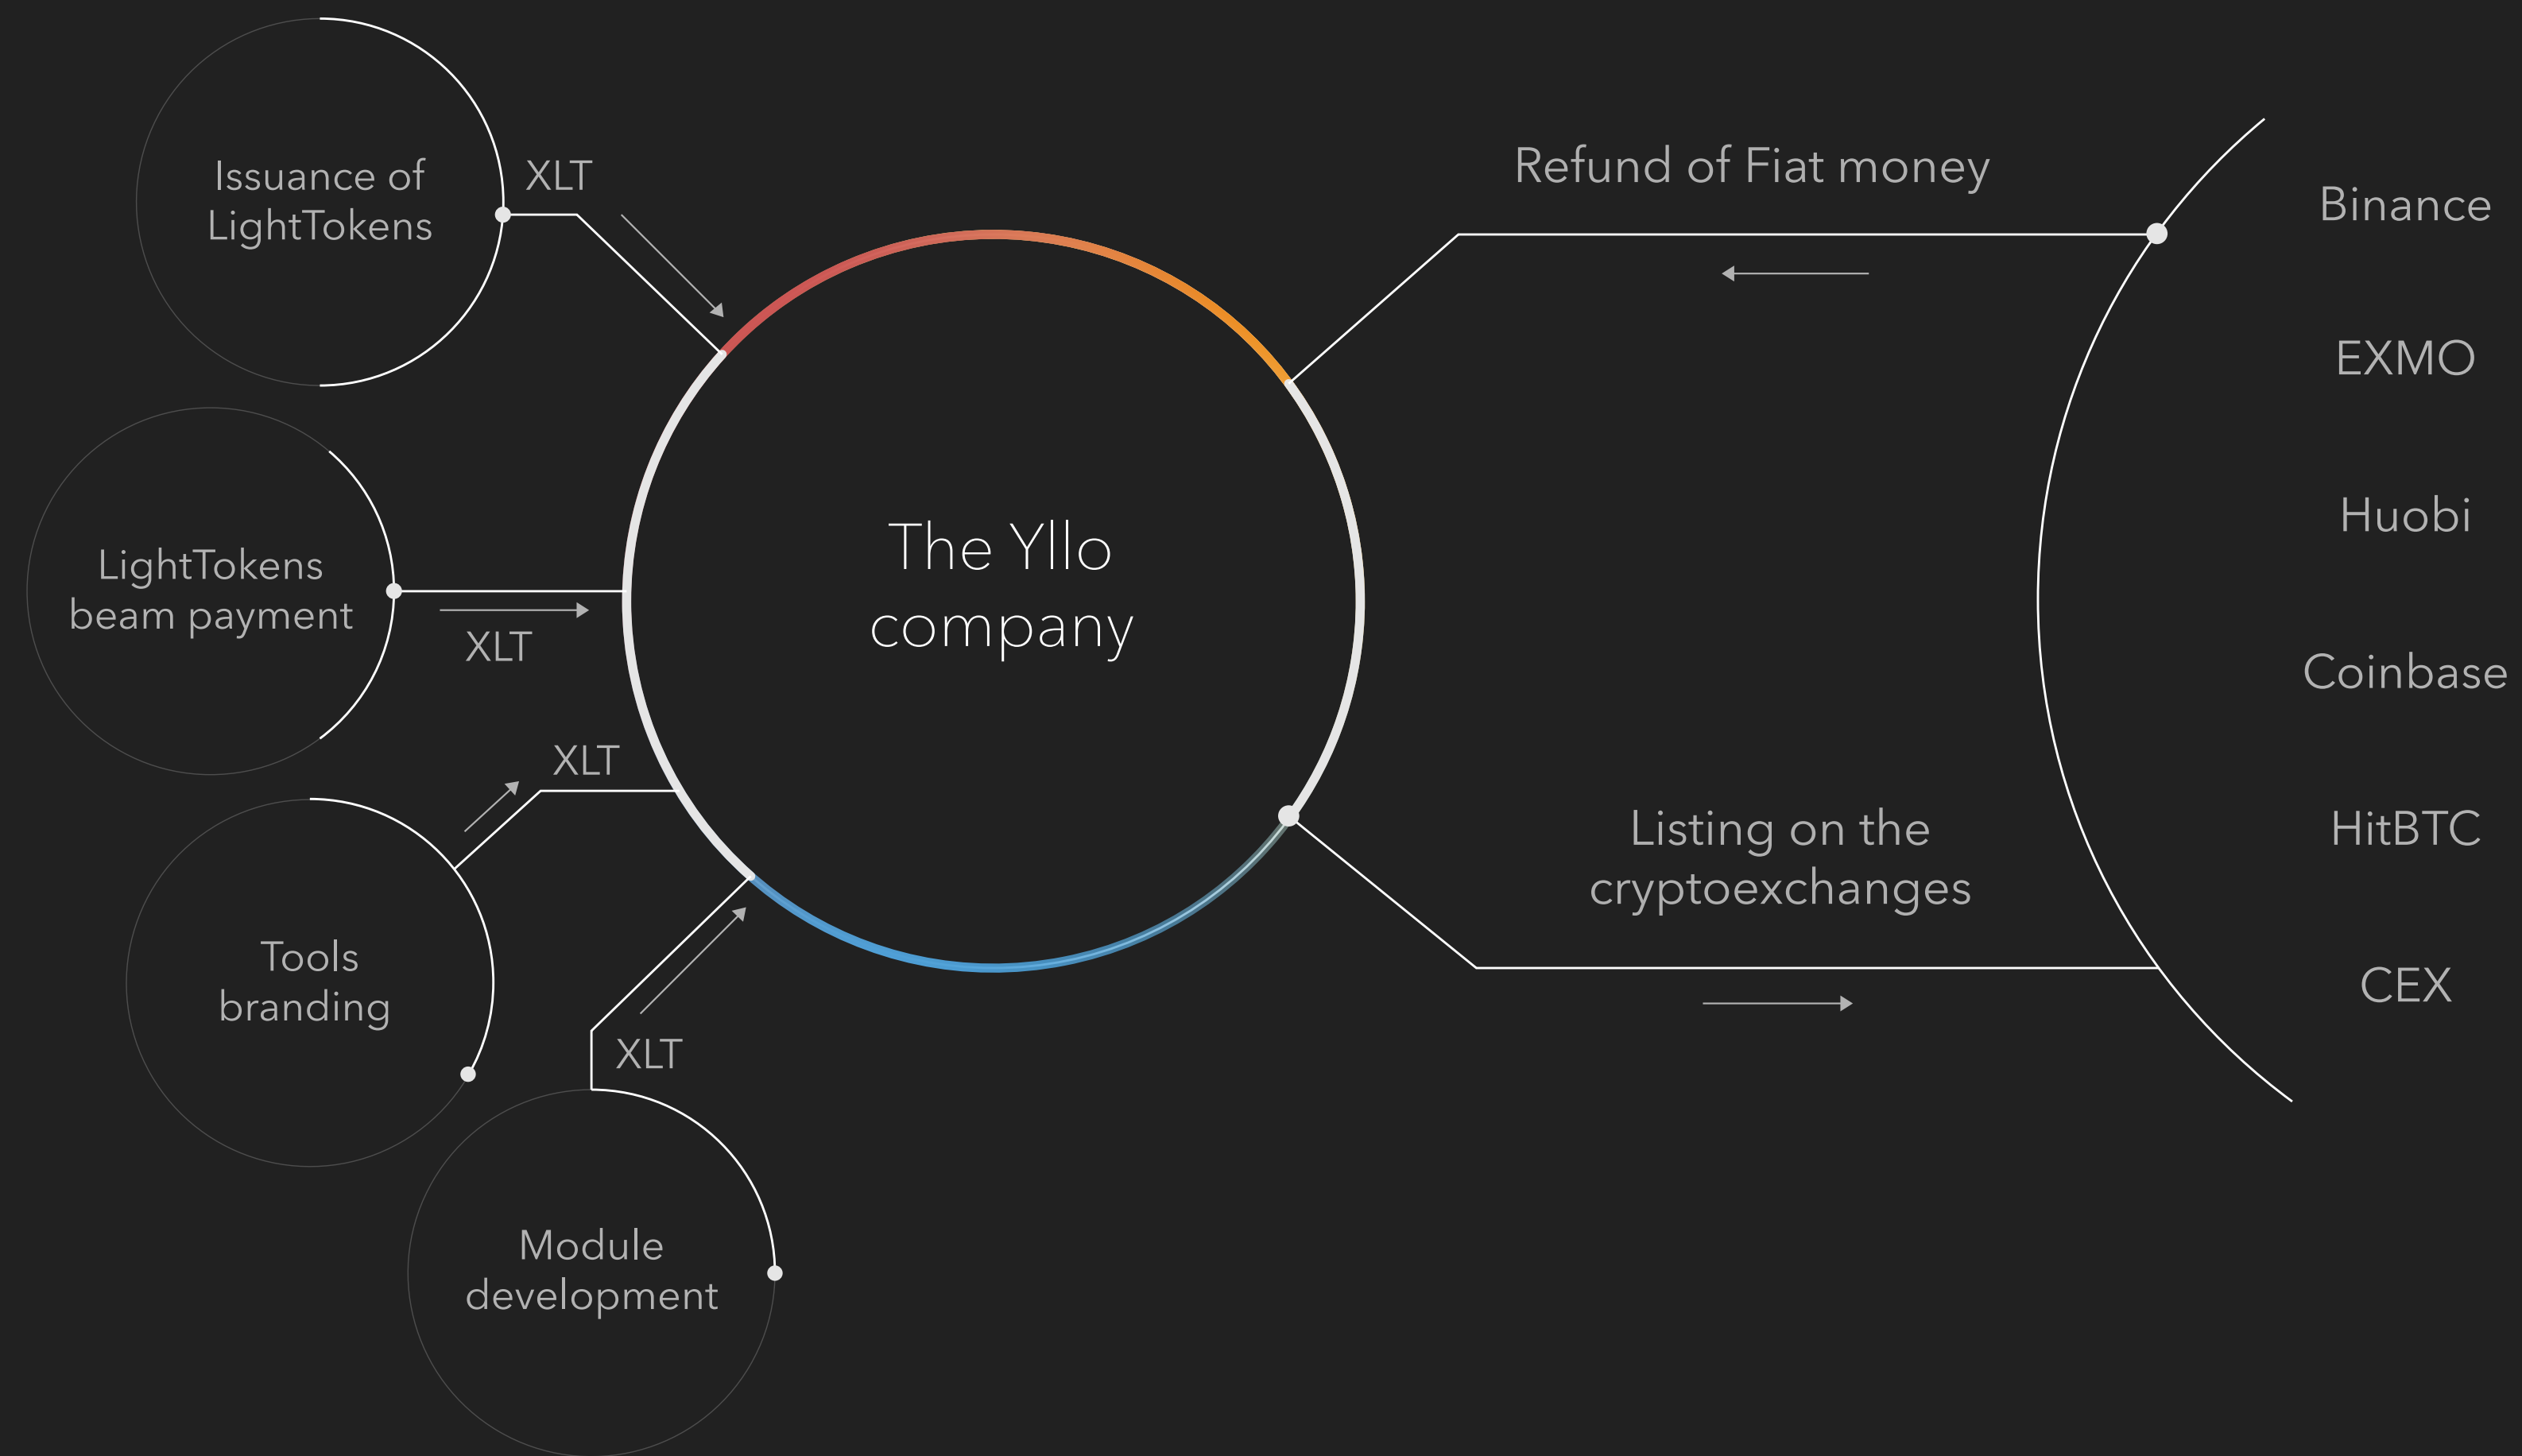 Issuance of
LightTokens
XLT
LightTokens
beam payment
XLT
Tools
branding
XLT
Module
development
XLT
The Yllo
company
Refund of Fiat money
Listing on the
cryptoexchanges
Binance
EXMO
Huobi
Coinbase
HitBTC
CEX